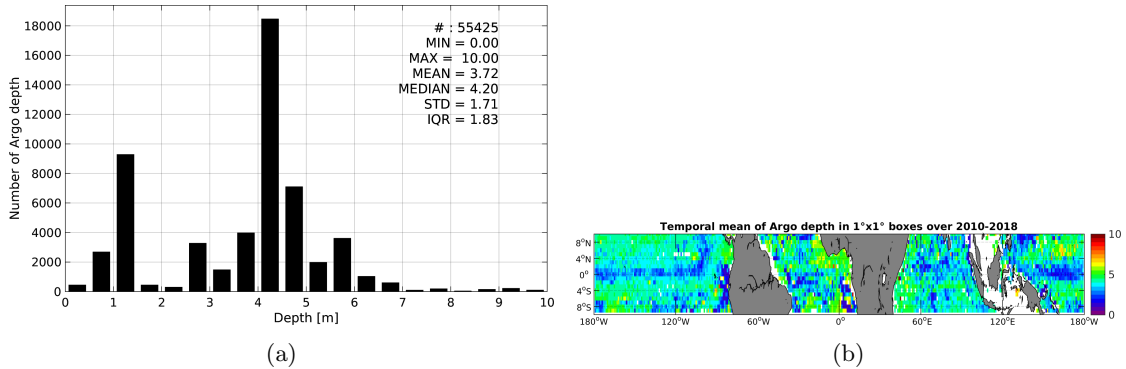 18000
16000
14000
12000
10000
8000
6000
4000
2000
0
Number of Argo depth
# : 55425
MIN = 0.00
MAX = 10.00
MEAN = 3.72
MEDIAN = 4.20
STD = 1.71
IQR = 1.83
0 1 2 3 4 5 6 7 8 9 10
Depth [m]
(a)
Temporal mean of Argo depth in 1°x1° boxes over 2010-2018
8°N
4°N
0°
4°S
8°S
180°W 120°W 60°W 0° 60°E 120°E 180°W
10
5
0
(b)